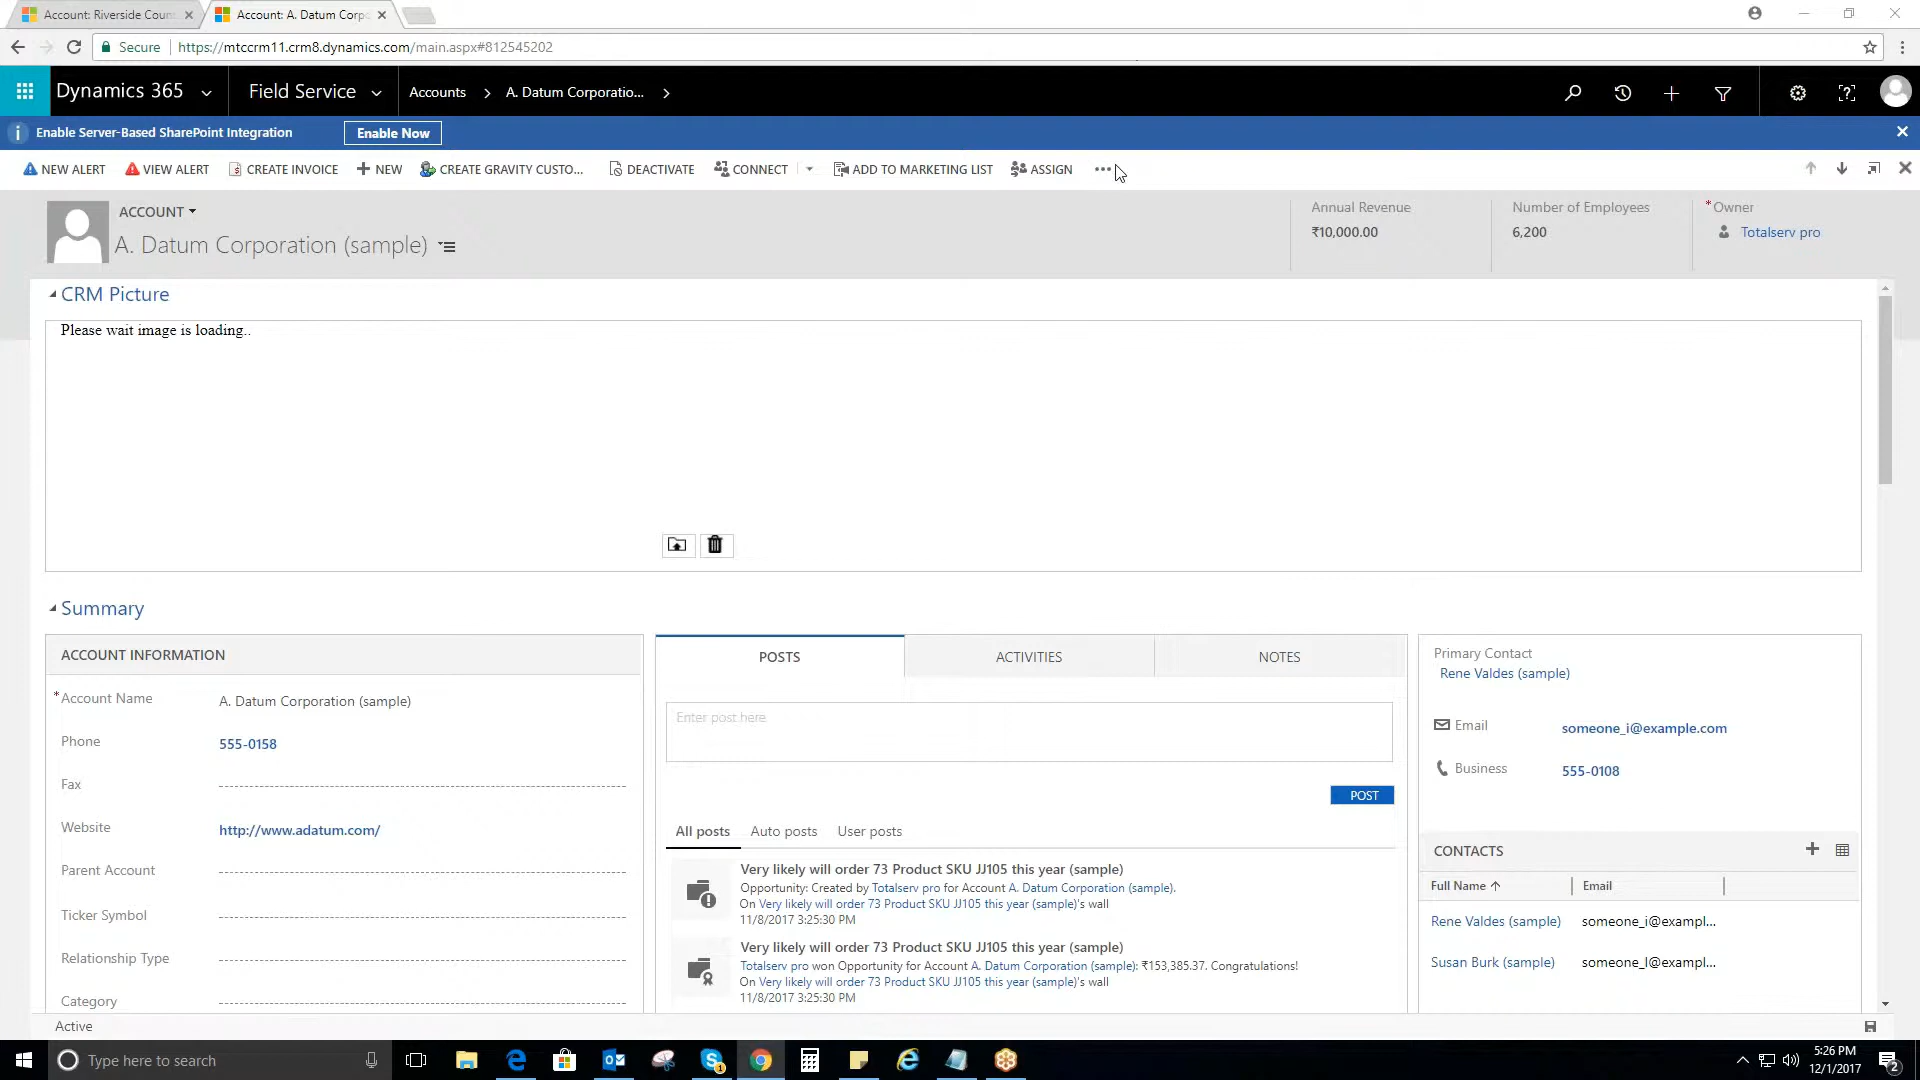 Account: Riverside Coun
Account: A. Datum Corpo
Secure
https://mtccrm11.crm8.dynamics.com/main.aspx#812545202
Dynamics 365
Field Service
Accounts
A. Datum Corporatio...
Enable Server-Based SharePoint Integration
Enable Now
NEW ALERT
VIEW ALERT
CREATE INVOICE
NEW
CREATE GRAVITY CUSTO...
DEACTIVATE
CONNECT
ADD TO MARKETING LIST
ASSIGN
ACCOUNT
A. Datum Corporation (sample)
Annual Revenue
₹10,000.00
Number of Employees
6,200
*Owner
Totalserv pro
CRM Picture
Please wait image is loading..
Summary
ACCOUNT INFORMATION
*Account Name
A. Datum Corporation (sample)
Phone
555-0158
Fax
Website
http://www.adatum.com/
Parent Account
Ticker Symbol
Relationship Type
Category
POSTS
ACTIVITIES
NOTES
Enter post here
POST
All posts
Auto posts
User posts
Very likely will order 73 Product SKU JJ105 this year (sample)
Opportunity: Created by Totalserv pro for Account A. Datum Corporation (sample).
On Very likely will order 73 Product SKU JJ105 this year (sample)'s wall
11/8/2017 3:25:30 PM
Very likely will order 73 Product SKU JJ105 this year (sample)
Totalserv pro won Opportunity for Account A. Datum Corporation (sample): ₹153,385.37. Congratulations!
On Very likely will order 73 Product SKU JJ105 this year (sample)'s wall
11/8/2017 3:25:30 PM
Primary Contact
Rene Valdes (sample)
Email
someone_i@example.com
Business
555-0108
CONTACTS
Full Name
Email
Rene Valdes (sample)
someone_i@exampl...
Susan Burk (sample)
someone_l@exampl...
Active
Type here to search
5:26 PM
12/1/2017